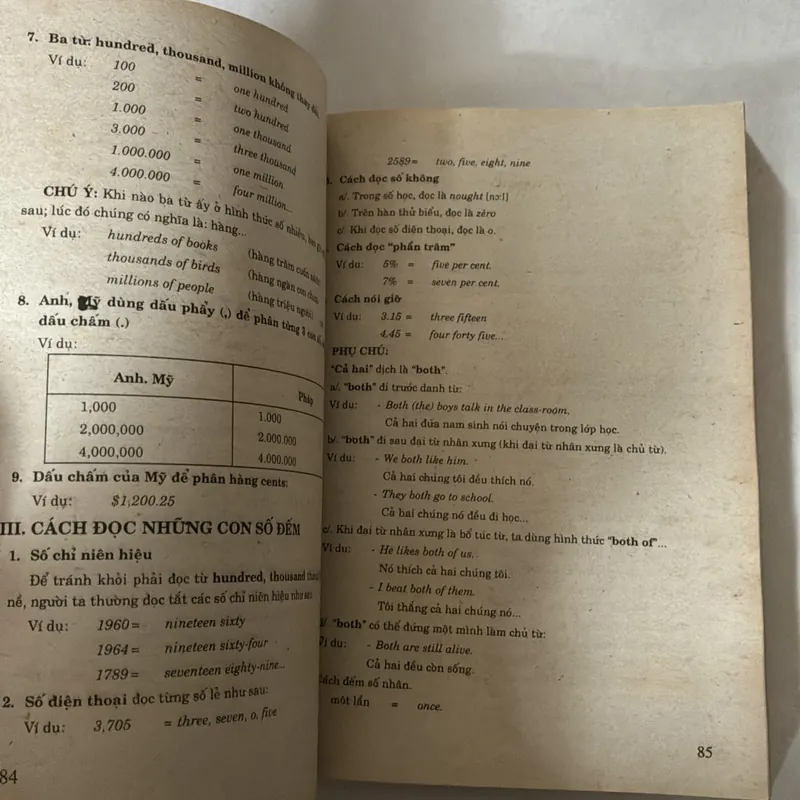 7. Ba từ: hundred, thousand, million không thay đổi
Ví dụ: 100 = one hundred
200 = two hundred
1.000 = one thousand
3.000 = three thousand
1.000.000 = one million
4.000.000 = four million...
CHÚ Ý: Khi nào ba từ ấy ở hình thức số nhiều,
sau; lúc đó chúng có nghĩa là: hàng...
Ví dụ: hundreds of books (hàng trăm cuốn sách)
thousands of birds (hàng ngàn con chim)
millions of people (hàng triệu người)
8. Anh, Mỹ dùng dấu phẩy (,) để phân từng 3 con số
dấu chấm (.)
Ví dụ:
Anh. Mỹ Pháp
1,000 1.000
2,000,000 2.000.000
4,000,000 4.000.000
9. Dấu chấm của Mỹ để phân hàng cents:
Ví dụ: $1,200.25
III. CÁCH ĐỌC NHỮNG CON SỐ ĐẾM
1. Số chỉ niên hiệu
Để tránh khỏi phải đọc từ hundred, thousand
nề, người ta thường đọc tắt các số chỉ niên hiệu như sau
Ví dụ: 1960 = nineteen sixty
1964 = nineteen sixty-four
1789 = seventeen eighty-nine...
2. Số điện thoại đọc từng số lẻ như sau:
Ví dụ: 3,705 = three, seven, o, five
84
2589 = two, five, eight, nine
. Cách đọc số không
a/. Trong số học, đọc là nought [nɔ:l]
b/ Trên hàn thử biểu, đọc là zéro
c/. Khi đọc số điện thoại, đọc là o.
Cách đọc "phần trăm"
Ví dụ: 5% = five per cent.
7% = seven per cent.
Cách nói giờ
Ví dụ: 3.15 = three fifteen
4.45 = four forty five...
PHỤ CHÚ:
"Cả hai" dịch là "both".
a/. "both" đi trước danh từ:
Ví dụ: - Both (the) boys talk in the class-room.
Cả hai đứa nam sinh nói chuyện trong lớp học.
b/. "both" đi sau đại từ nhân xưng (khi đại từ nhân xưng là chủ từ).
Ví dụ: - We both like him.
Cả hai chúng tôi đều thích nó.
- They both go to school.
Cả hai chúng nó đều đi học...
c/. Khi đại từ nhân xưng là bổ túc từ, ta dùng hình thức "both of"...
Ví dụ: - He likes both of us.
Nó thích cả hai chúng tôi.
- I beat both of them.
Tôi thắng cả hai chúng nó...
d/ "both" có thể đứng một mình làm chủ từ:
Ví dụ: - Both are still alive.
Cả hai đều còn sống.
Cách đếm số nhân.
một lần = once.
85